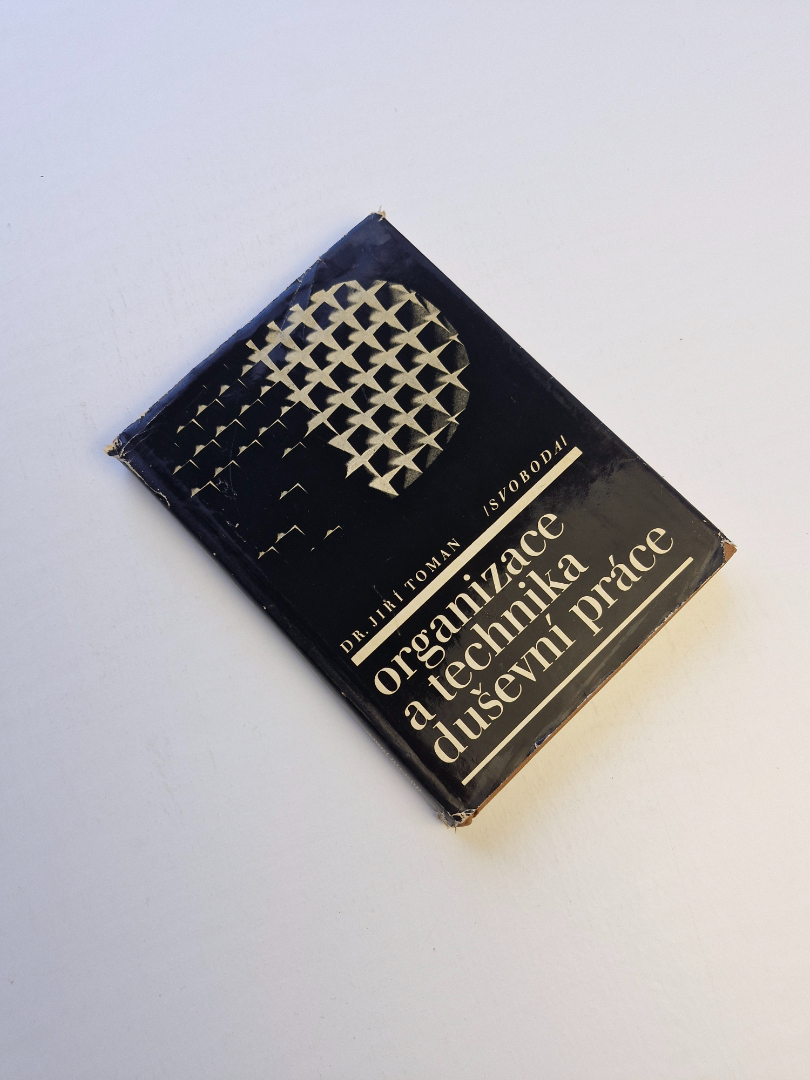 DR. JIŘÍ TOMAN /SVOBODA/
organizace
a technika
duševní práce